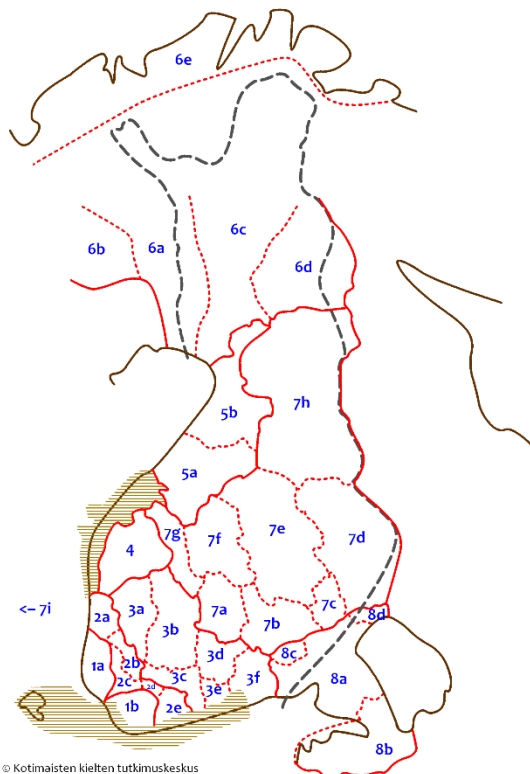 6e
6b
6a
6c
6d
5b
7h
5a
4
7g
7f
7e
7d
<– 7i
2a
3a
3b
7a
7b
7c
8d
1a
2b
2c
2d
3c
3d
3e
3f
8c
8a
1b
2e
8b
© Kotimaisten kielten tutkimuskeskus